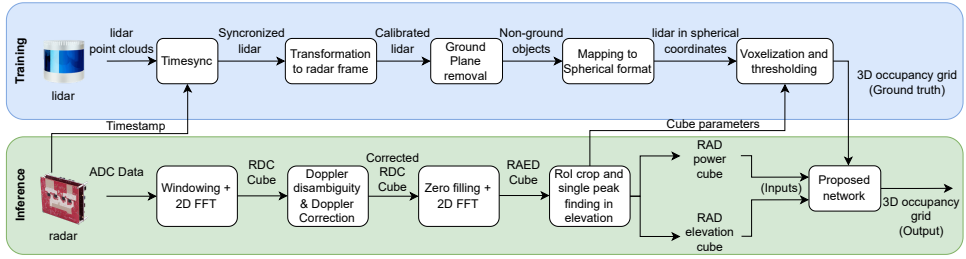 Training
lidar
lidar
point clouds
Timesync
Syncronized
lidar
Transformation
to radar frame
Calibrated
lidar
Ground
Plane
removal
Non-ground
objects
Mapping to
Spherical format
lidar in spherical
coordinates
Voxelization and
thresholding
3D occupancy grid
(Ground truth)
Timestamp
Cube parameters
Inference
radar
ADC Data
Windowing +
2D FFT
RDC
Cube
Doppler
disambiguity
& Doppler
Correction
Corrected
RDC
Cube
Zero filling +
2D FFT
RAED
Cube
RoI crop and
single peak
finding in
elevation
RAD
power
cube
RAD
elevation
cube
(Inputs)
Proposed
network
3D occupancy
grid
(Output)